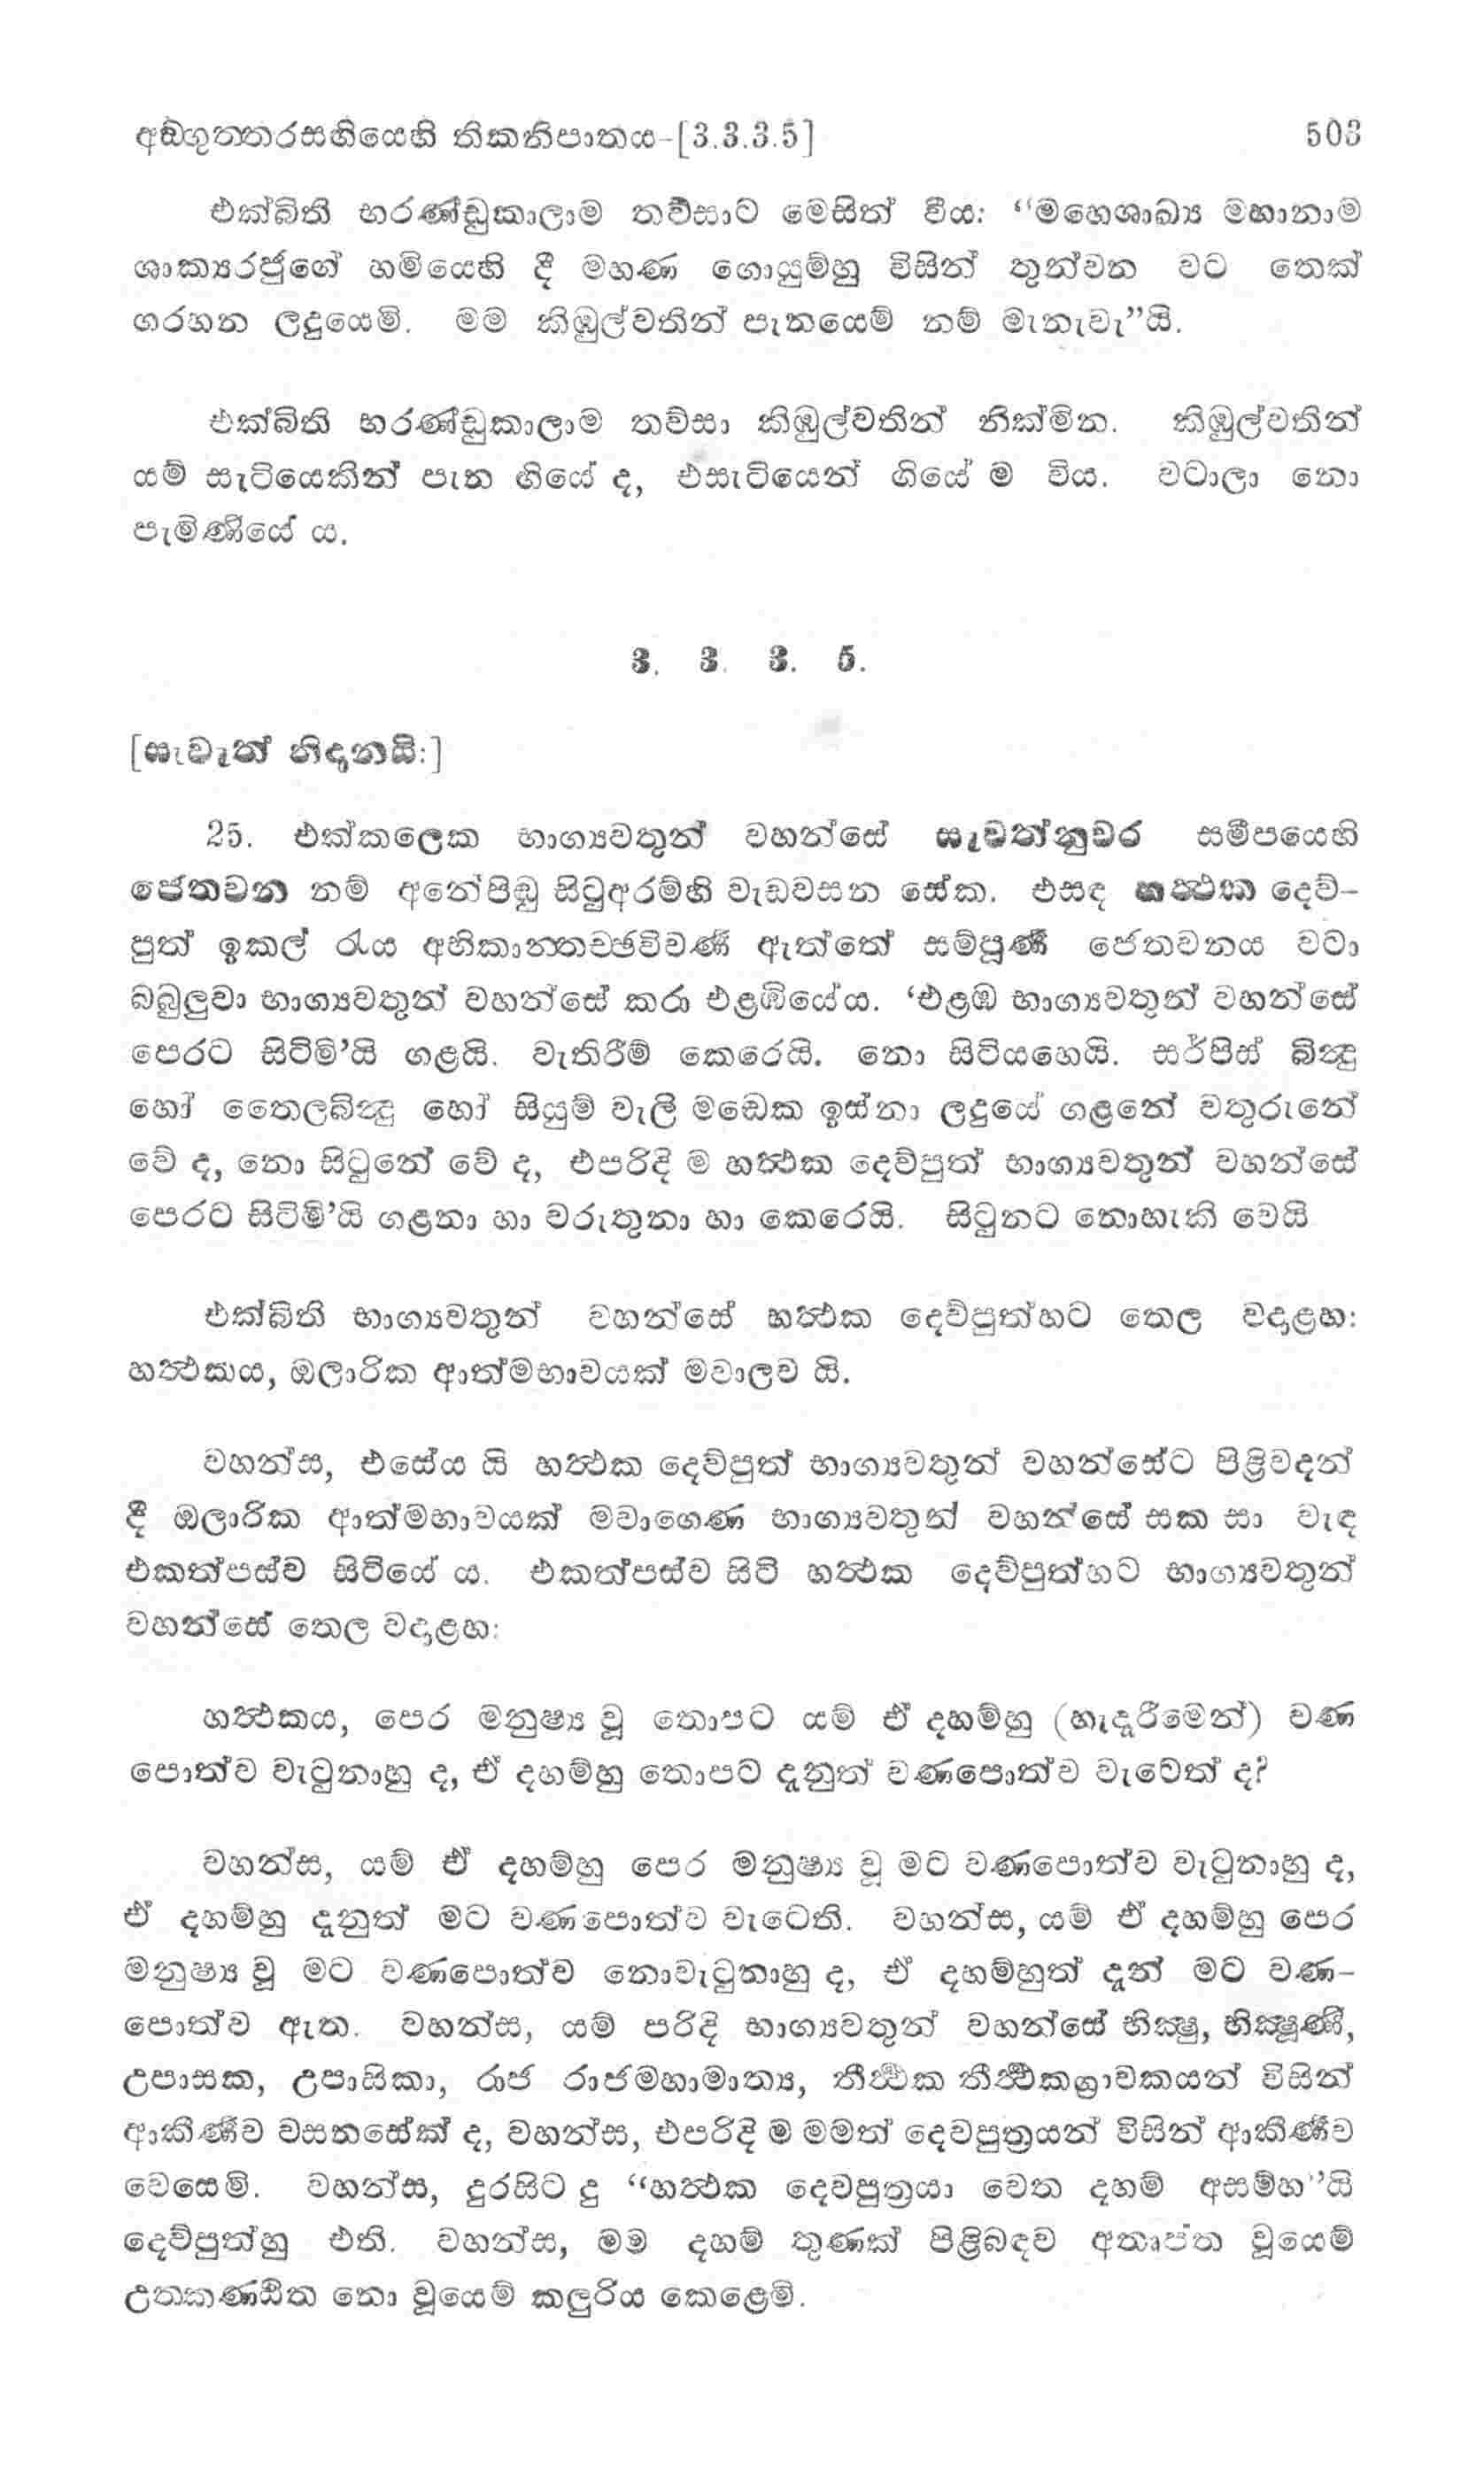 අඞ්ගුත්තරසඟියෙහි තිකනිපාතය-[3.3.3.5] 503
එක්බිති භරණ්ඩුකාලාම තව්සාට මෙසිත් විය: “මහෙශාඛ්‍ය මහානාම
ශාක්‍යරජුගේ හමියෙහි දී මහණ ගොයුම්හු විසින් තුන්වන වට තෙක්
ගරහන ලදුයෙමි. මම කිඹුල්වතින් පැනයෙම් නම් මැනැවැ”යි.
එක්බිති භරණ්ඩුකාලාම තව්සා කිඹුල්වතින් නික්මින. කිඹුල්වතින්
යම් සැටියෙකින් පැන ගියේ ද, එසැටියෙන් ගියේ ම විය. වටාලා නො
පැමිණියේ ය.
3. 3. 3. 5.
[සැවැත් නිදානයි:]
25. එක්කලෙක භාග්‍යවතුන් වහන්සේ සැවත්නුවර සමීපයෙහි
ජේතවන නම් අනේපිඬු සිටුඅරම්හි වැඩවසන සේක. එසඳ හත්‍ථක දෙව්-
පුත් ඉකල් රැය අභිකාන්තච්ඡවිවර්‍ණ ඇත්තේ සම්පූර්‍ණ ජෙතවනය වටා
බබුලුවා භාග්‍යවතුන් වහන්සේ කරා එළඹියේය. ‘එළඹ භාග්‍යවතුන් වහන්සේ
පෙරට සිටිමි’යි ගළයි. වැතිරීම් කෙරෙයි. නො සිටියහෙයි. සර්පිස් බින්‍දු
හෝ තෛලබින්‍දු හෝ සියුම් වැලි මඬෙක ඉස්නා ලදුයේ ගළනේ වතුරුනේ
වේ ද, නො සිටුනේ වේ ද, එපරිදි ම හත්‍ථක දෙව්පුත් භාග්‍යවතුන් වහන්සේ
පෙරට සිටිමි’යි ගළනා හා වරුතුනා හා කෙරෙයි. සිටුනට නොහැකි වෙයි
එක්බිති භාග්‍යවතුන් වහන්සේ හත්‍ථක දෙව්පුත්හට තෙල වදාළහ:
හත්‍ථකය, ඔලාරික ආත්මභාවයක් මවාලව යි.
වහන්ස, එසේය යි හත්‍ථක දෙව්පුත් භාග්‍යවතුන් වහන්සේට පිළිවදන්
දී ඔලාරික ආත්මභාවයක් මවාගෙණ භාග්‍යවතුන් වහන්සේ සක සා වැඳ
එකත්පස්ව සිටියේ ය. එකත්පස්ව සිටි හත්‍ථක දෙව්පුත්හට භාග්‍යවතුන්
වහන්සේ තෙල වදාළහ:
හත්‍ථකය, පෙර මනුෂ්‍ය වූ තොපට යම් ඒ දහම්හු (හැදෑරීමෙන්) වණ
පොත්ව වැටුනාහු ද, ඒ දහම්හු තොපට දැනුත් වණපොත්ව වැටෙත් ද?
වහන්ස, යම් ඒ දහම්හු පෙර මනුෂ්‍ය වූ මට වණපොත්ව වැටුනාහු ද,
ඒ දහම්හු දැනුත් මට වණපොත්ව වැටෙති. වහන්ස, යම් ඒ දහම්හු පෙර
මනුෂ්‍ය වූ මට වණපොත්ව නොවැටුනාහු ද, ඒ දහම්හුත් දැන් මට වණ-
පොත්ව ඇත. වහන්ස, යම් පරිදි භාග්‍යවතුන් වහන්සේ භික්‍ෂු, භික්‍ෂුණී,
උපාසක, උපාසිකා, රාජ රාජමහාමාත්‍ය, තීර්‍ත්‍ථක තීර්‍ත්‍ථකශ්‍රාවකයන් විසින්
ආකීර්‍ණව වසනසේක් ද, වහන්ස, එපරිදි ම මමත් දෙවපුත්‍රයන් විසින් ආකීර්‍ණව
වෙසෙමි. වහන්ස, දුරසිට දු “හත්‍ථක දෙවපුත්‍රයා වෙත දහම් අසම්හ”යි
දෙව්පුත්හු එති. වහන්ස, මම දහම් තුණක් පිළිබඳව අතෘප්ත වූයෙම්
උත්කණ්ඨිත නො වූයෙම් කලුරිය කෙළෙමි.